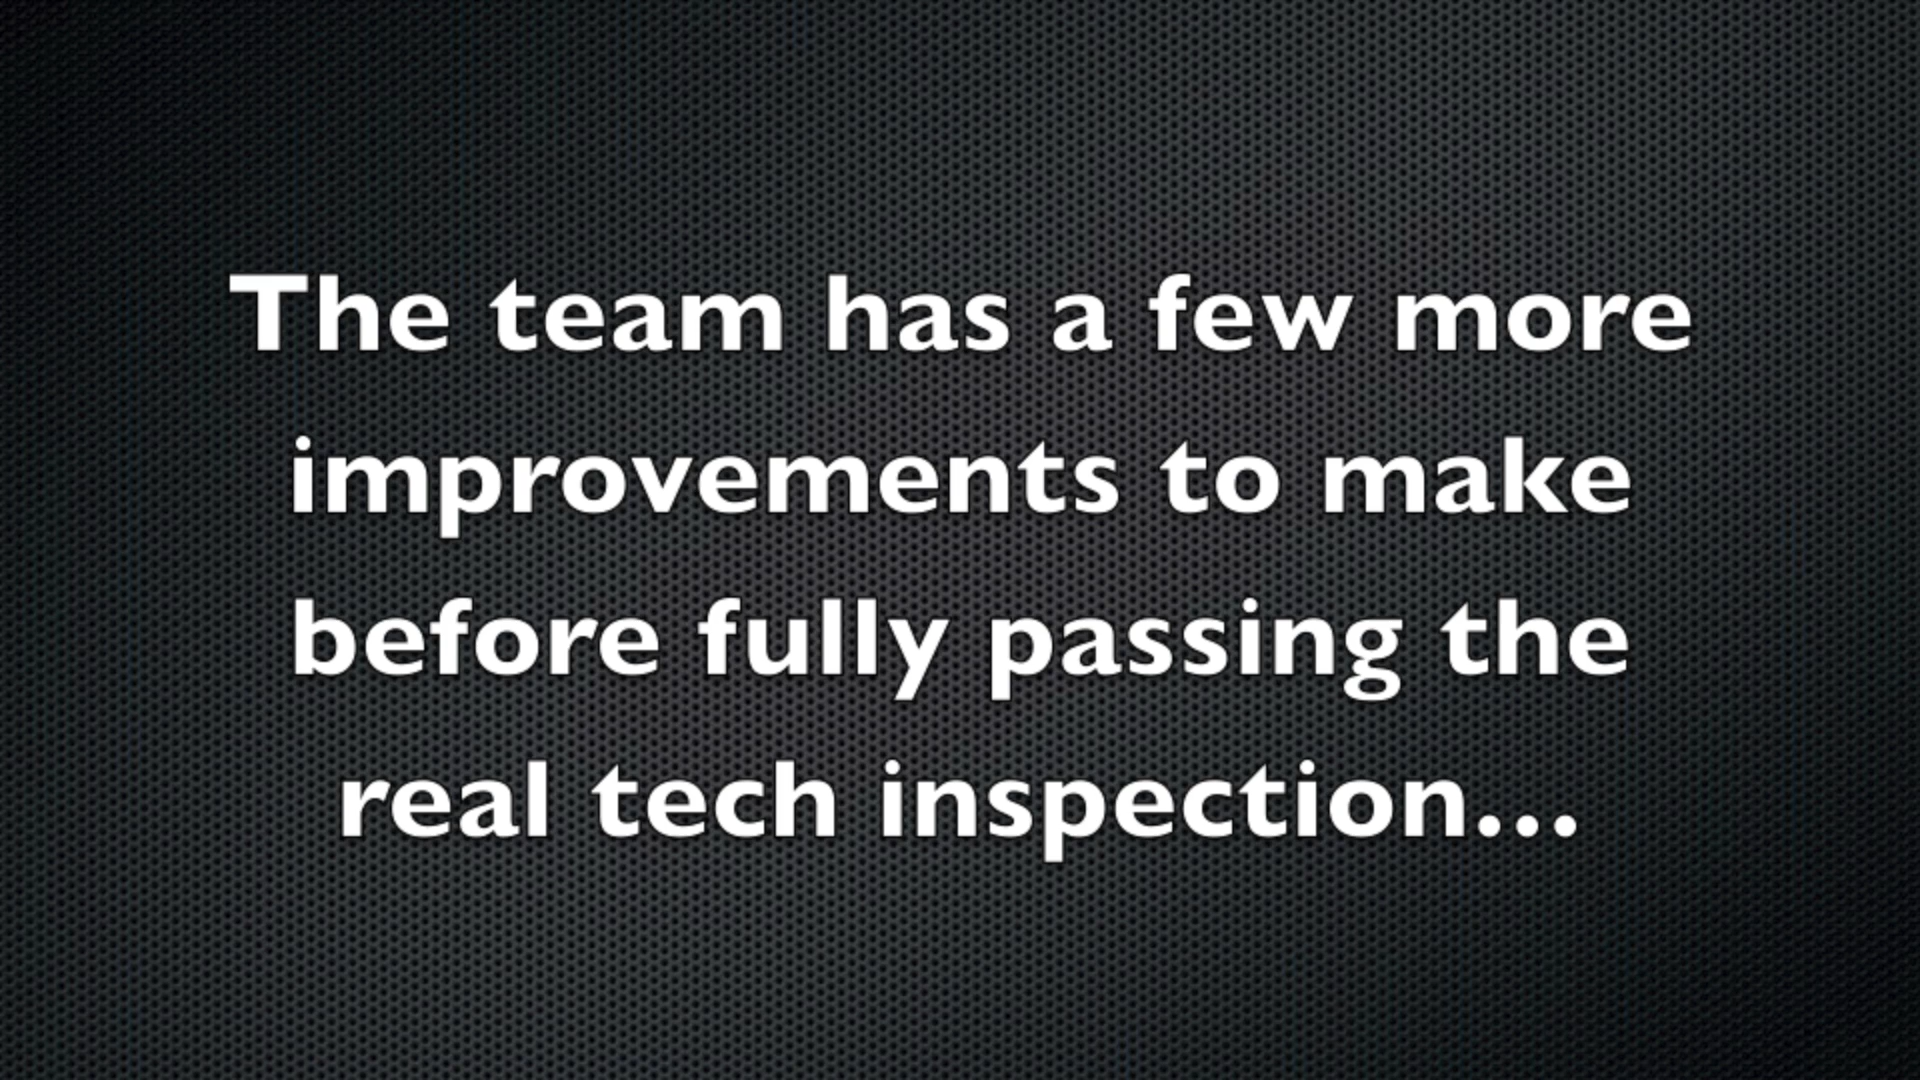 The team has a few more
improvements to make
before fully passing the
real tech inspection...